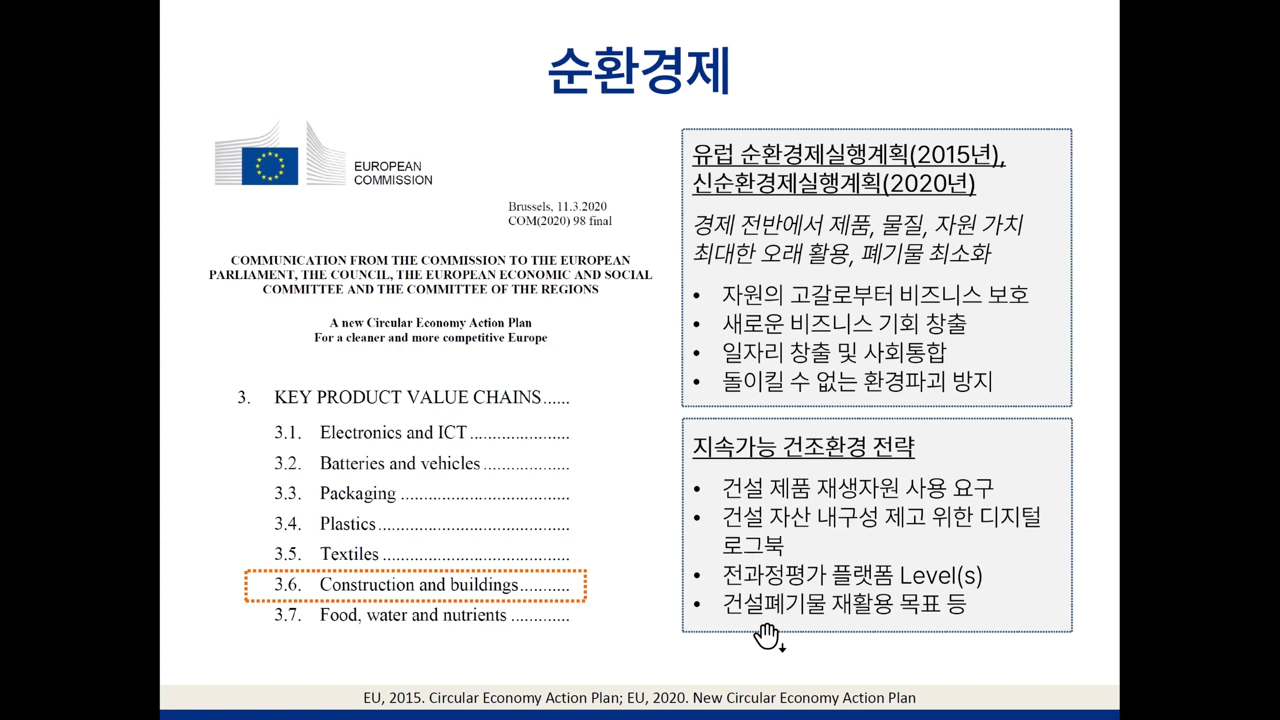 순환경제
EUROPEAN
COMMISSION
Brussels, 11.3.2020
COM(2020) 98 final
COMMUNICATION FROM THE COMMISSION TO THE EUROPEAN
PARLIAMENT, THE COUNCIL, THE EUROPEAN ECONOMIC AND SOCIAL
COMMITTEE AND THE COMMITTEE OF THE REGIONS
A new Circular Economy Action Plan
For a cleaner and more competitive Europe
3. KEY PRODUCT VALUE CHAINS......
3.1. Electronics and ICT .....................
3.2. Batteries and vehicles ..................
3.3. Packaging ...................................
3.4. Plastics ........................................
3.5. Textiles .......................................
3.6. Construction and buildings...........
3.7. Food, water and nutrients .............
유럽 순환경제실행계획(2015년),
신순환경제실행계획(2020년)
경제 전반에서 제품, 물질, 자원 가치
최대한 오래 활용, 폐기물 최소화
• 자원의 고갈로부터 비즈니스 보호
• 새로운 비즈니스 기회 창출
• 일자리 창출 및 사회통합
• 돌이킬 수 없는 환경파괴 방지
지속가능 건조환경 전략
• 건설 제품 재생자원 사용 요구
• 건설 자산 내구성 제고 위한 디지털
로그북
• 전과정평가 플랫폼 Level(s)
• 건설폐기물 재활용 목표 등
EU, 2015. Circular Economy Action Plan; EU, 2020. New Circular Economy Action Plan